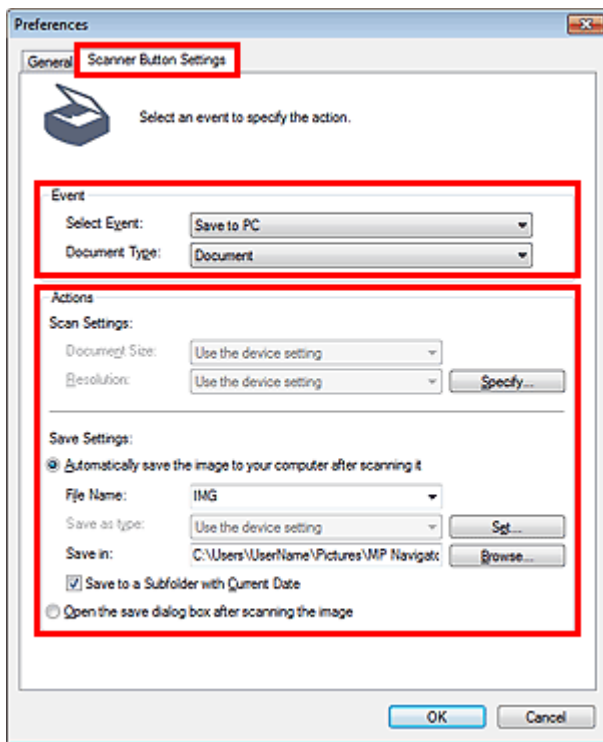 Preferences
General Scanner Button Settings
Select an event to specify the action.
Event
Select Event: Save to PC
Document Type: Document
Actions
Scan Settings:
Document Size: Use the device setting
Resolution: Use the device setting Specify...
Save Settings:
Automatically save the image to your computer after scanning it
File Name: IMG
Save as type: Use the device setting Set...
Save in: C:\Users\UserName\Pictures\MP Navigato Browse...
Save to a Subfolder with Current Date
Open the save dialog box after scanning the image
OK Cancel